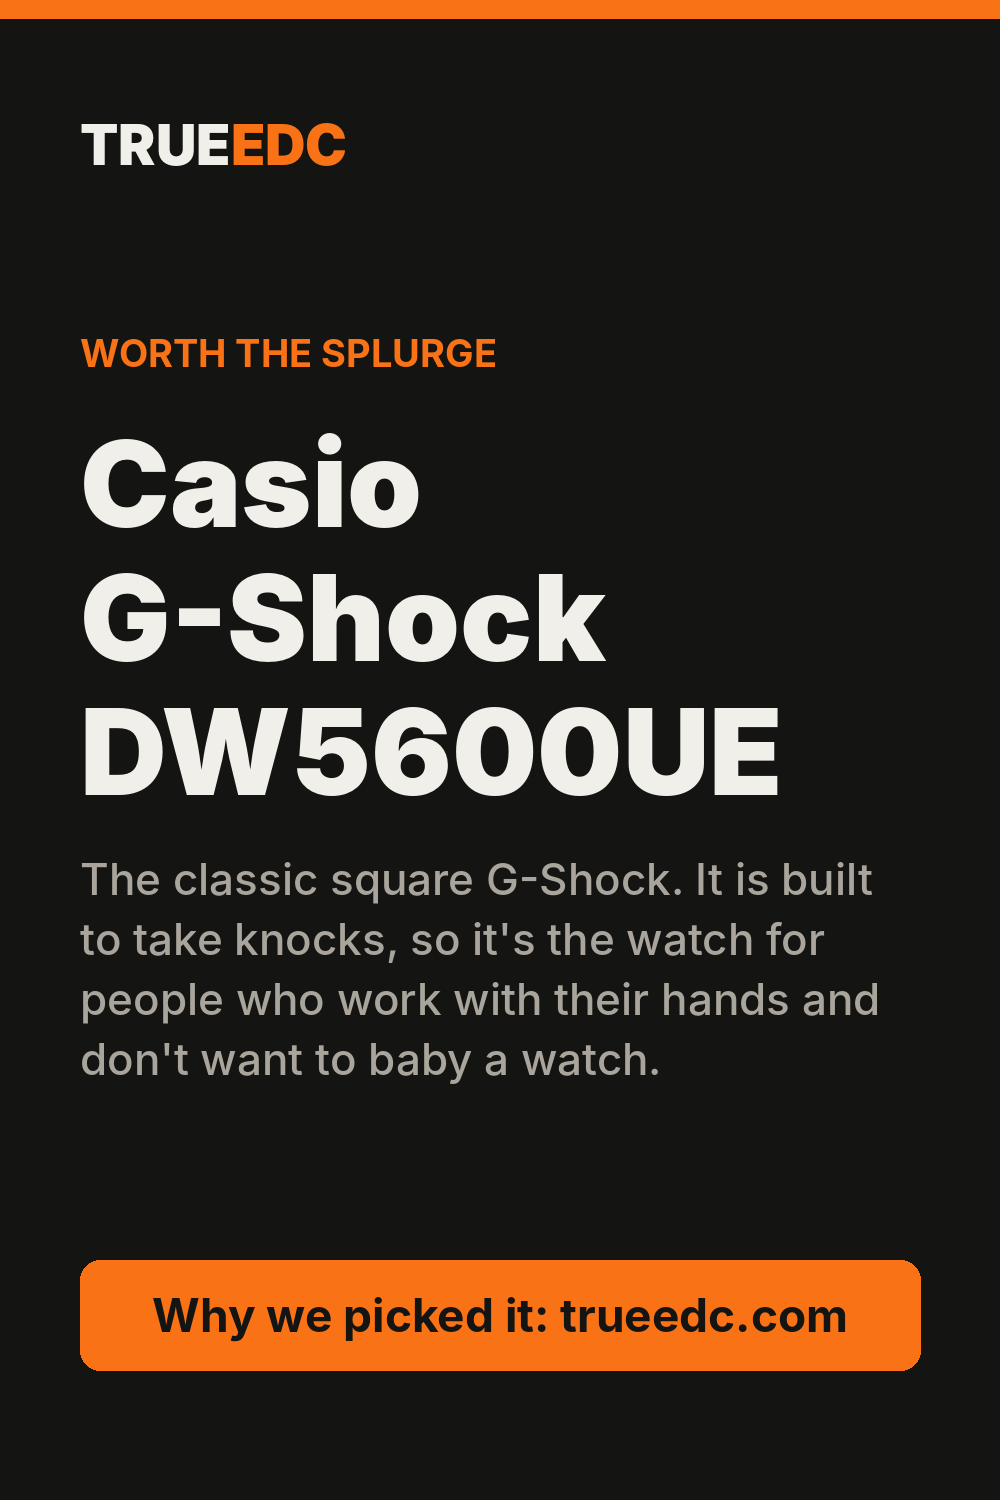 TRUEEDC
WORTH THE SPLURGE
Casio
G-Shock
DW5600UE
The classic square G-Shock. It is built
to take knocks, so it's the watch for
people who work with their hands and
don't want to baby a watch.
Why we picked it: trueedc.com